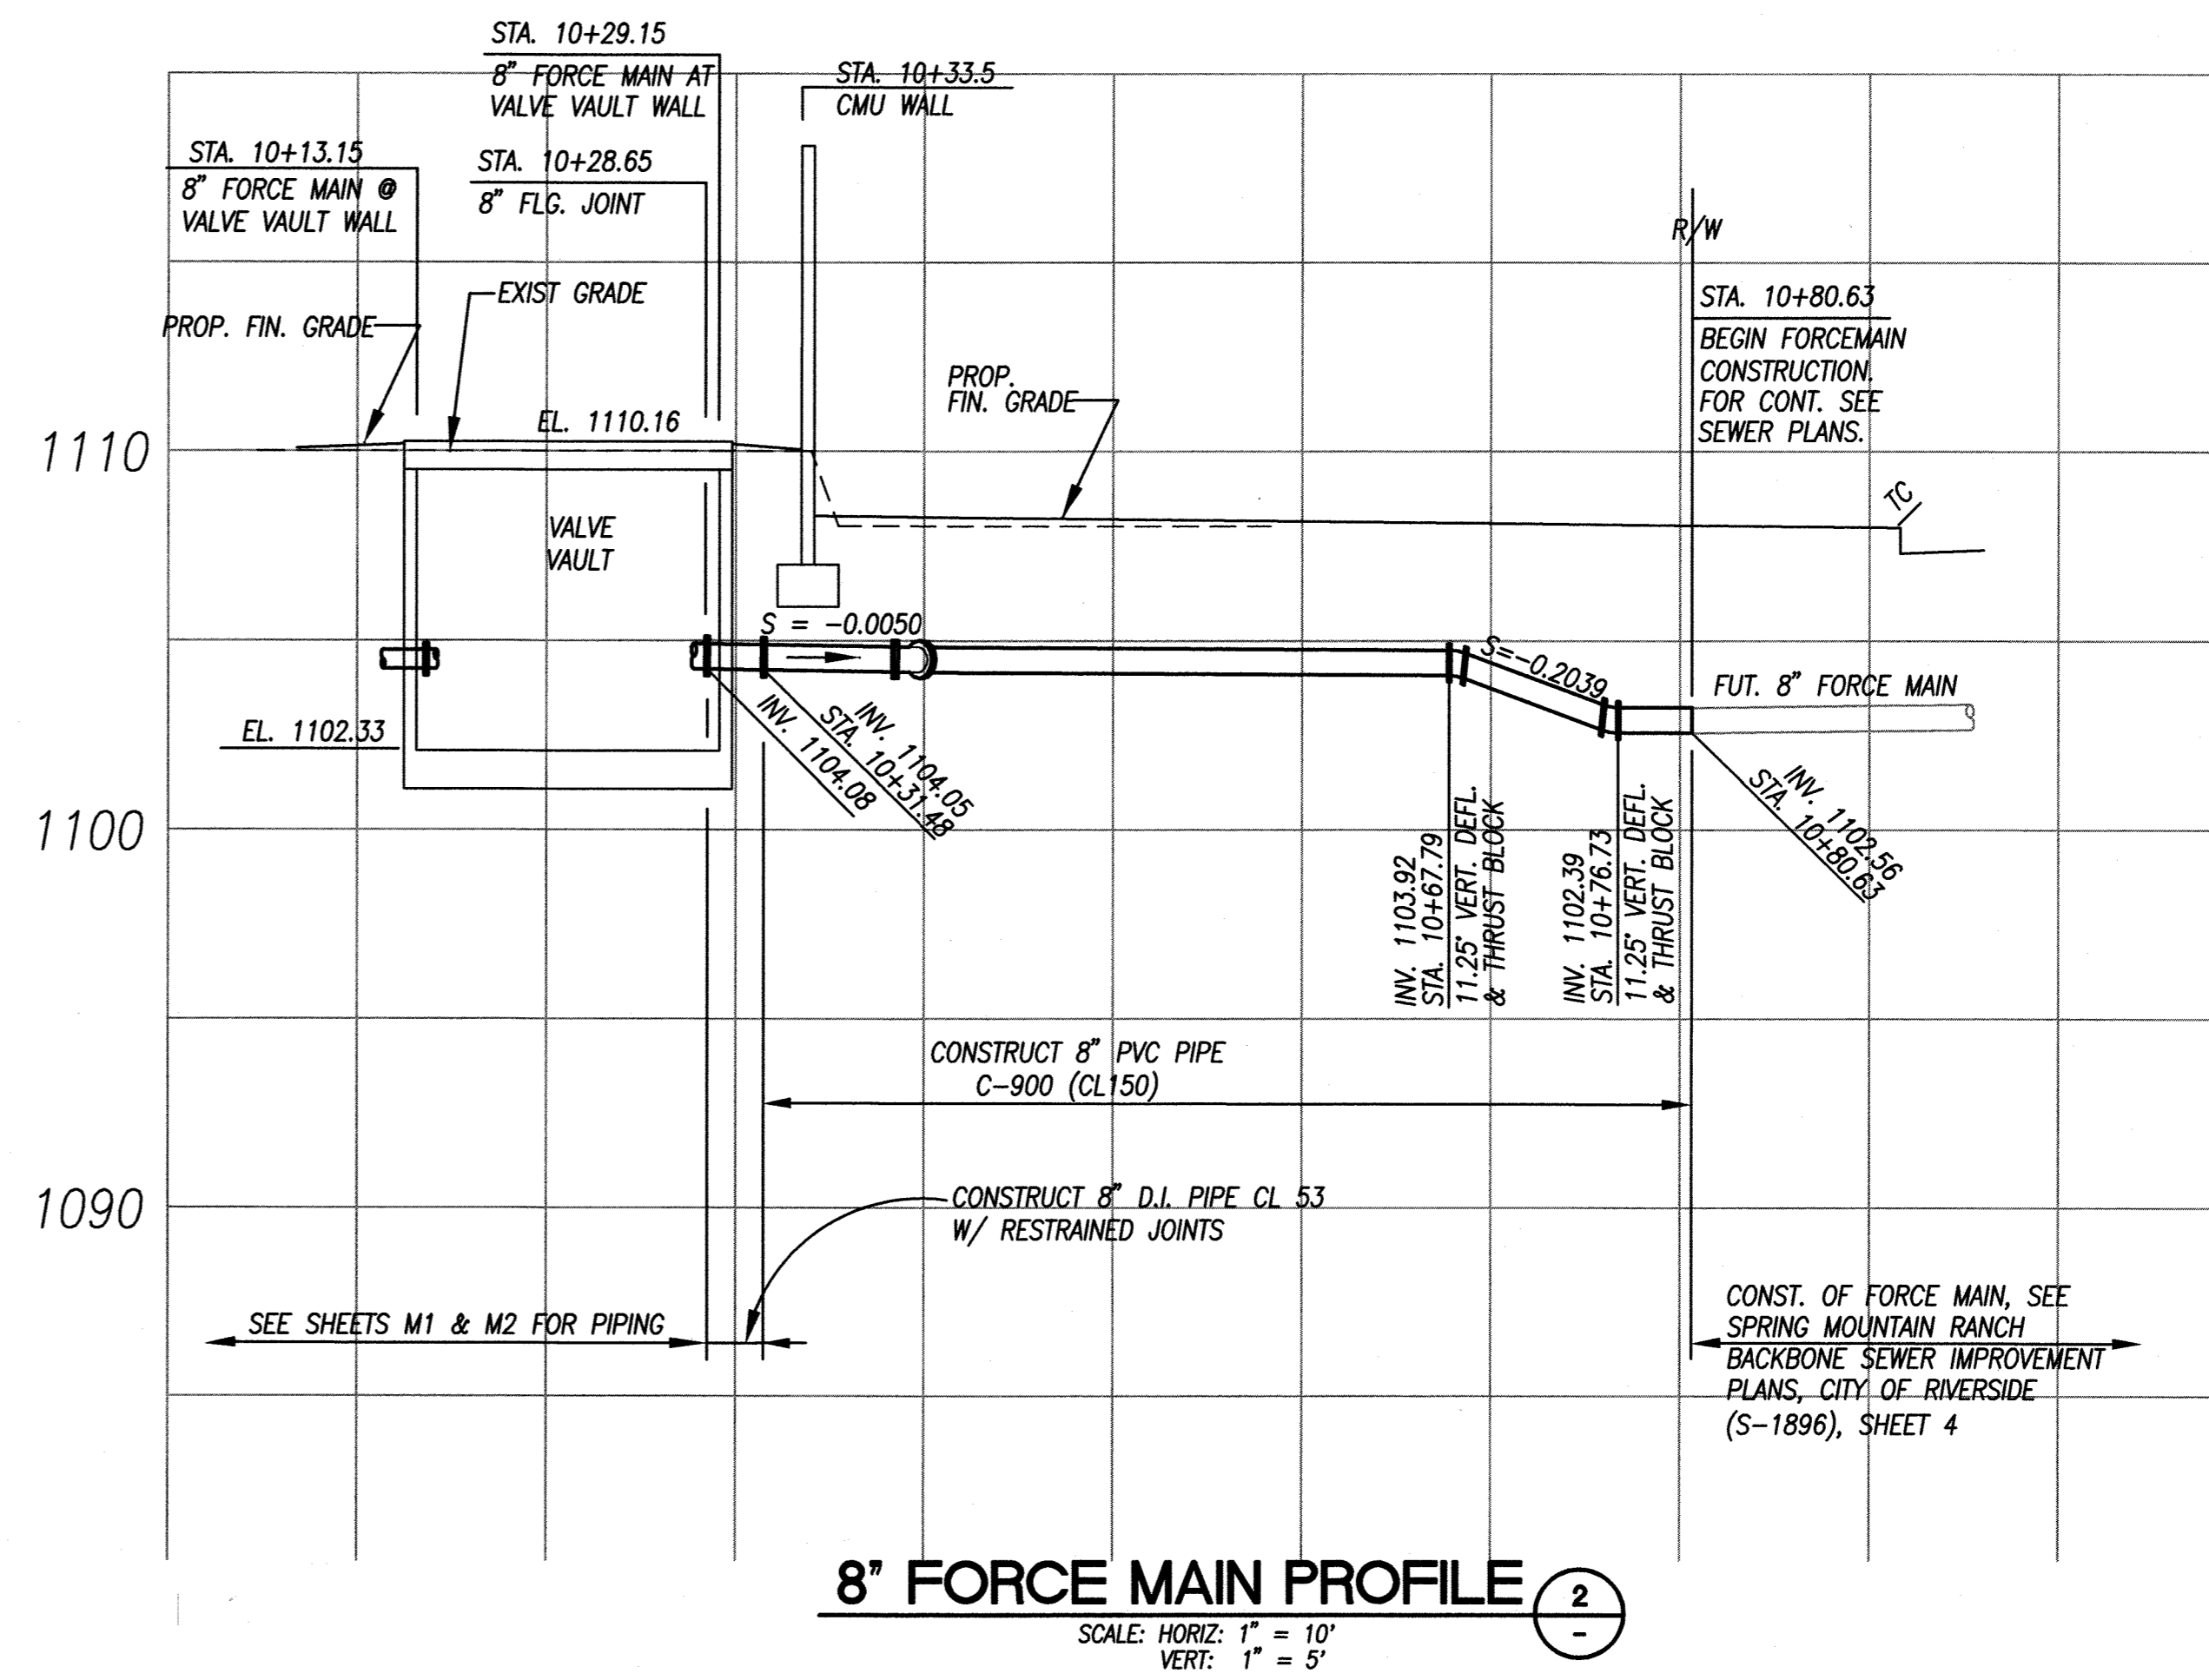 STA. 10+29.15
8" FORCE MAIN AT
VALVE VAULT WALL
STA. 10+33.5
CMU WALL
STA. 10+13.15
8" FORCE MAIN @
VALVE VAULT WALL
STA. 10+28.65
8" FLG. JOINT
R/W
EXIST GRADE
PROP. FIN. GRADE
STA. 10+80.63
BEGIN FORCEMAIN
CONSTRUCTION.
FOR CONT. SEE
SEWER PLANS.
PROP.
FIN. GRADE
EL. 1110.16
1110
TC
VALVE
VAULT
S = -0.0050
S=-0.2039
FUT. 8" FORCE MAIN
EL. 1102.33
INV. 1104.08
INV. 1104.05
STA. 10+31.48
1100
INV. 1103.92
STA. 10+67.79
11.25° VERT. DEFL.
& THRUST BLOCK
INV. 1102.39
STA. 10+76.73
11.25° VERT. DEFL.
& THRUST BLOCK
INV. 1102.56
STA. 10+80.63
CONSTRUCT 8" PVC PIPE
C-900 (CL150)
1090
CONSTRUCT 8" D.I. PIPE CL 53
W/ RESTRAINED JOINTS
SEE SHEETS M1 & M2 FOR PIPING
CONST. OF FORCE MAIN, SEE
SPRING MOUNTAIN RANCH
BACKBONE SEWER IMPROVEMENT
PLANS, CITY OF RIVERSIDE
(S-1896), SHEET 4
8" FORCE MAIN PROFILE
2
-
SCALE: HORIZ: 1" = 10'
VERT: 1" = 5'